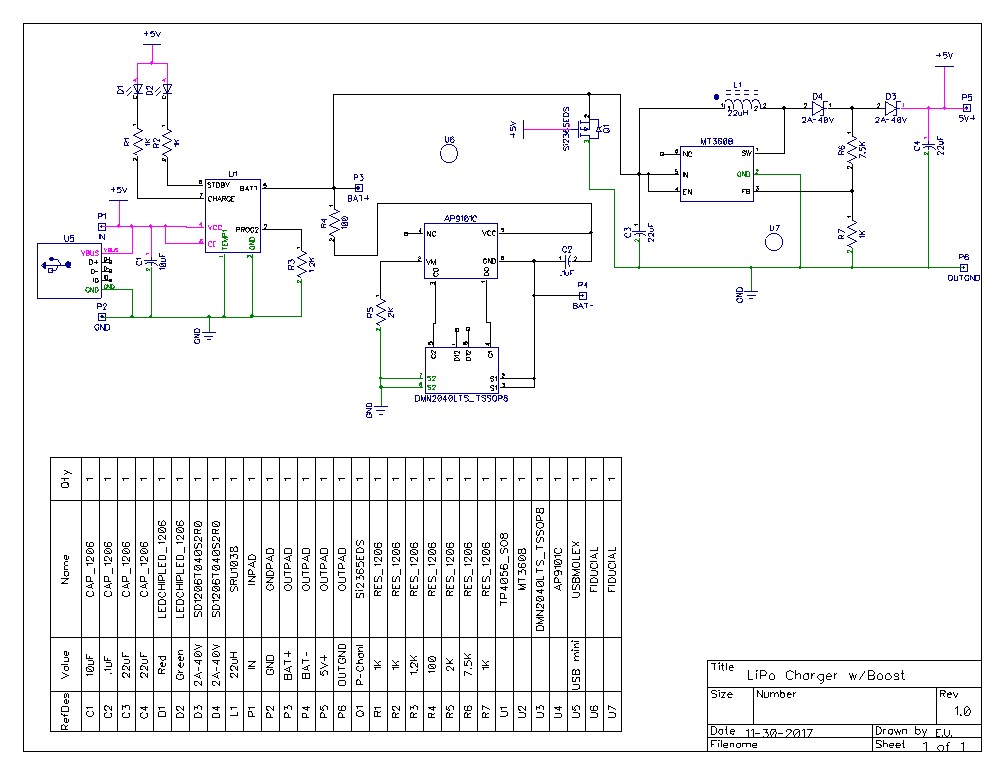 +5V
D1
A
D2
A
R1
1K
R2
1K
+5V
P1
IN
U5
VBUS
VBUS
D+
D-
ID
GND
GND
P2
GND
C1
10uF
U1
STDBY
CHARGE
VCC
CE
TEMP1
GND
BATT
PROG2
8
7
4
1
2
R3
1.2K
GND
P3
BAT+
R4
100
U6
AP9101C
NC
VM
VCC
GND
CO
DO
C2
.1uF
P4
BAT-
R5
2K
C2
D12
D12
G1
S2
S2
S1
S1
DMN2040LTS_TSSOP8
GND
+5V
SI2365EDS
Q1
L1
22uH
D4
2A-40V
D3
2A-40V
+5V
P5
5V+
MT3608
NC
IN
EN
SW
GND
FB
R6
7.5K
R7
1K
C3
22uF
C4
22uF
U7
GND
P6
OUTGND
RefDes Value Name Qty
C1 10uF CAP_1206 1
C2 .1uF CAP_1206 1
C3 22uF CAP_1206 1
C4 22uF CAP_1206 1
D1 Red LEDCHIPLED_1206 1
D2 Green LEDCHIPLED_1206 1
D3 2A-40V SD1206T040S2R0 1
D4 2A-40V SD1206T040S2R0 1
L1 22uH SRU1038 1
P1 IN INPAD 1
P2 GND GNDPAD 1
P3 BAT+ OUTPAD 1
P4 BAT- OUTPAD 1
P5 5V+ OUTPAD 1
P6 OUTGND OUTPAD 1
Q1 P-Chanl Si2365EDS 1
R1 1K RES_1206 1
R2 1K RES_1206 1
R3 1.2K RES_1206 1
R4 100 RES_1206 1
R5 2K RES_1206 1
R6 7.5K RES_1206 1
R7 1K RES_1206 1
U1 TP4056_SO8 1
U2 MT3608 1
U3 DMN2040LTS_TSSOP8 1
U4 AP9101C 1
U5 USB mini USBMOLEX 1
U6 FIDUCIAL 1
U7 FIDUCIAL 1
Title LiPo Charger w/Boost
Size Number Rev
1.0
Date 11-30-2017 Drawn by E.U.
Filename Sheet 1 of 1